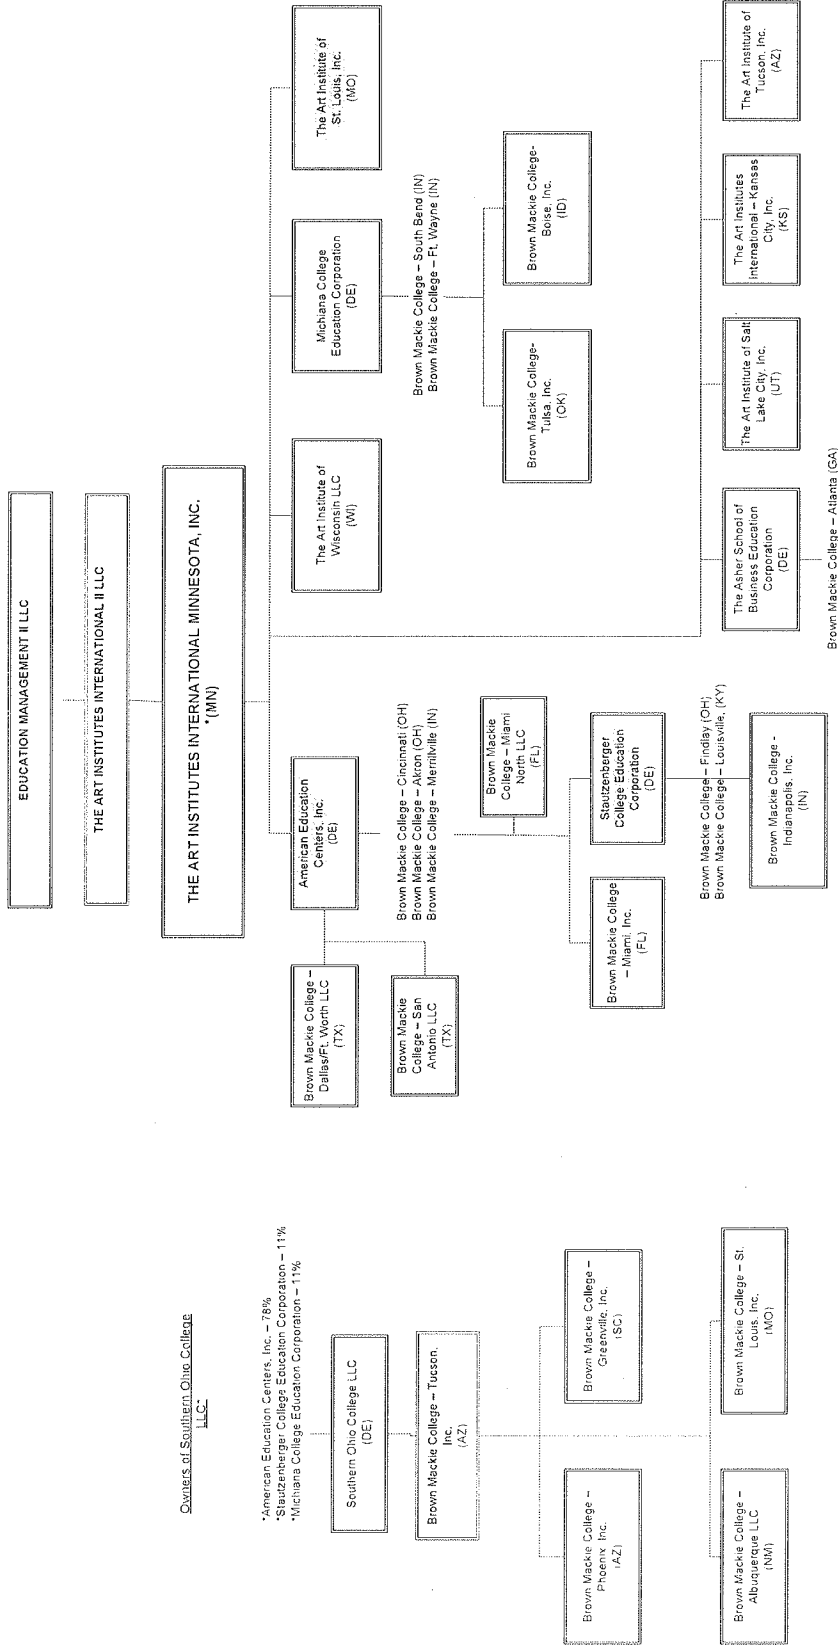 EDUCATION MANAGEMENT II LLC
THE ART INSTITUTES INTERNATIONAL II LLC
THE ART INSTITUTES INTERNATIONAL MINNESOTA, INC.
*(MN)
Owners of Southern Ohio College
LLC*
*American Education Centers, Inc. – 78%
*Stautzenberger College Education Corporation – 11%
*Michiana College Education Corporation – 11%
Southern Ohio College LLC
(DE)
Brown Mackie College – Tucson,
Inc.
(AZ)
Brown Mackie College –
Phoenix Inc.
(AZ)
Brown Mackie College –
Greenville, Inc.
(SC)
Brown Mackie College –
Albuquerque LLC
(NM)
Brown Mackie College – St.
Louis, Inc.
(MO)
Brown Mackie College –
Dallas/Ft. Worth LLC
(TX)
Brown Mackie
College – San
Antonio LLC
(TX)
American Education
Centers, Inc.
(DE)
Brown Mackie College – Cincinnati (OH)
Brown Mackie College – Akron (OH)
Brown Mackie College – Merrillville (IN)
Brown Mackie
College – Miami
North LLC
(FL)
Brown Mackie College
– Miami, Inc.
(FL)
Stautzenberger
College Education
Corporation
(DE)
Brown Mackie College – Findlay (OH)
Brown Mackie College – Louisville, (KY)
Brown Mackie College -
Indianapolis, Inc.
(IN)
The Art Institute of
Wisconsin LLC
(WI)
Michiana College
Education Corporation
(DE)
Brown Mackie College – South Bend (IN)
Brown Mackie College – Ft. Wayne (IN)
Brown Mackie College-
Tulsa, Inc.
(OK)
Brown Mackie College-
Boise, Inc.
(ID)
The Art Institute of
St. Louis, Inc.
(MO)
The Asher School of
Business Education
Corporation
(DE)
Brown Mackie College – Atlanta (GA)
The Art Institute of Salt
Lake City, Inc.
(UT)
The Art Institutes
International – Kansas
City, Inc.
(KS)
The Art Institute of
Tucson, Inc.
(AZ)